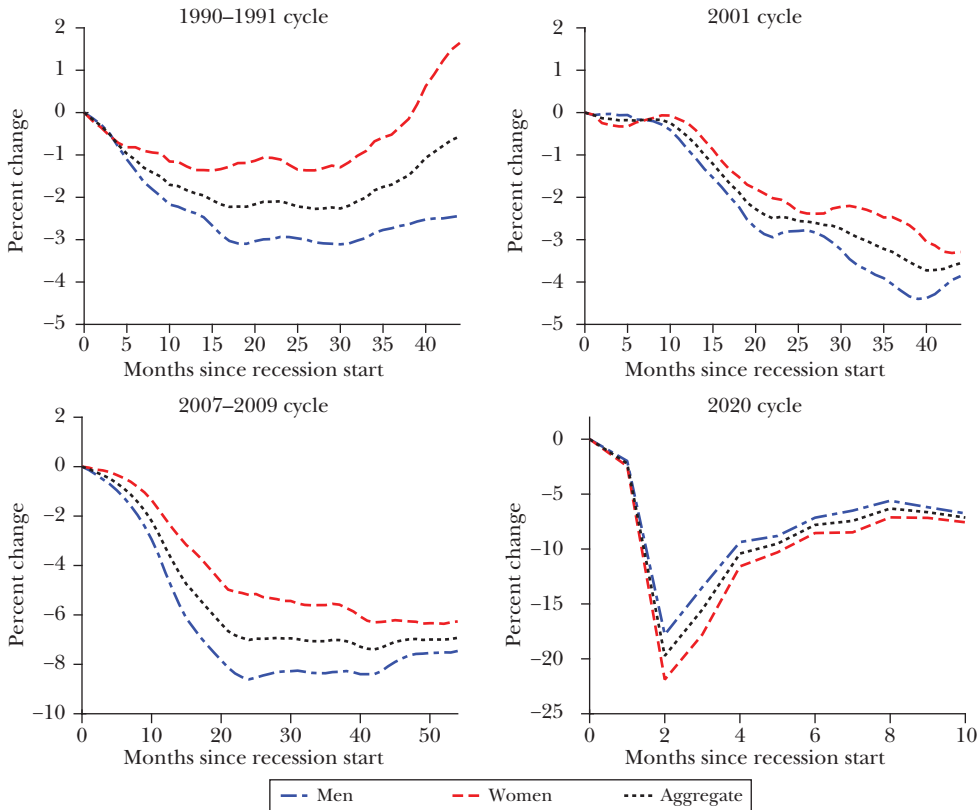 1990–1991 cycle
2
1
0
−1
−2
−3
−4
−5
Percent change
0 5 10 15 20 25 30 35 40
Months since recession start
2001 cycle
2
1
0
−1
−2
−3
−4
−5
Percent change
0 5 10 15 20 25 30 35 40
Months since recession start
2007–2009 cycle
2
0
−2
−4
−6
−8
−10
Percent change
0 10 20 30 40 50
Months since recession start
2020 cycle
0
−5
−10
−15
−20
−25
Percent change
0 2 4 6 8 10
Months since recession start
Men Women Aggregate